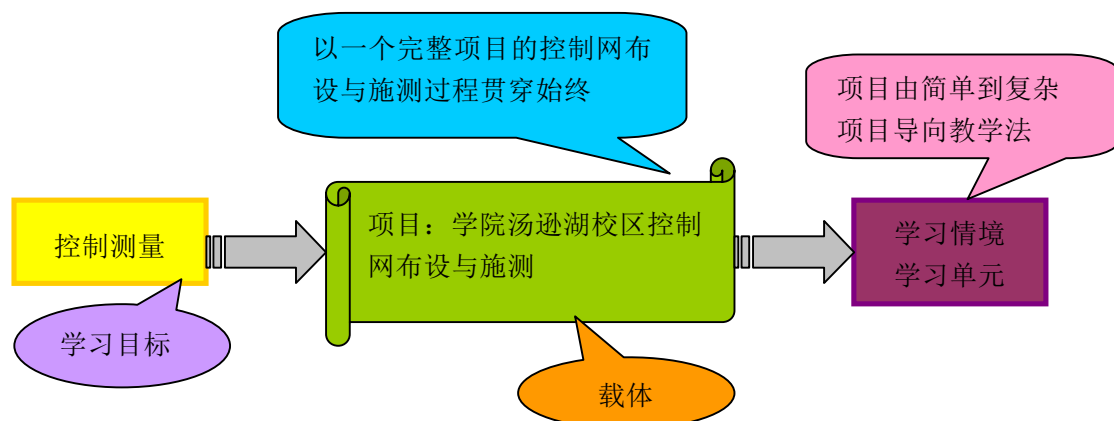 以一个完整项目的控制网布
设与施测过程贯穿始终
项目由简单到复杂
项目导向教学法
控制测量
项目：学院汤逊湖校区控制
网布设与施测
学习情境
学习单元
学习目标
载体